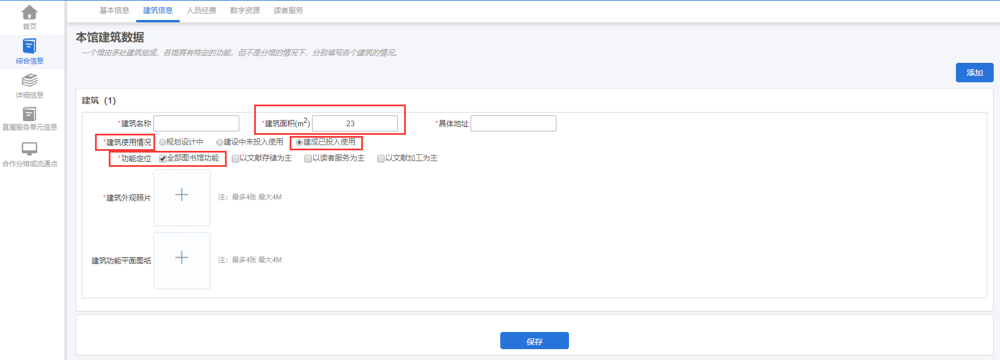 首页
综合信息
详细信息
直属服务单元信息
合作分馆或流通点
基本信息 建筑信息 人员经费 数字资源 读者服务
本馆建筑数据
一个馆由多处建筑组成，各馆具有特定的功能，但不是分馆的情况下，分别填写各个建筑的情况。
添加
建筑（1）
*建筑名称 *建筑面积(m²) 23 *具体地址
*建筑使用情况 规划设计中 建设中未投入使用 建成已投入使用
*功能定位 全部图书馆功能 以文献存储为主 以读者服务为主 以文献加工为主
*建筑外观照片 注：最多4张 最大4M
建筑功能平面图纸 注：最多4张 最大4M
保存